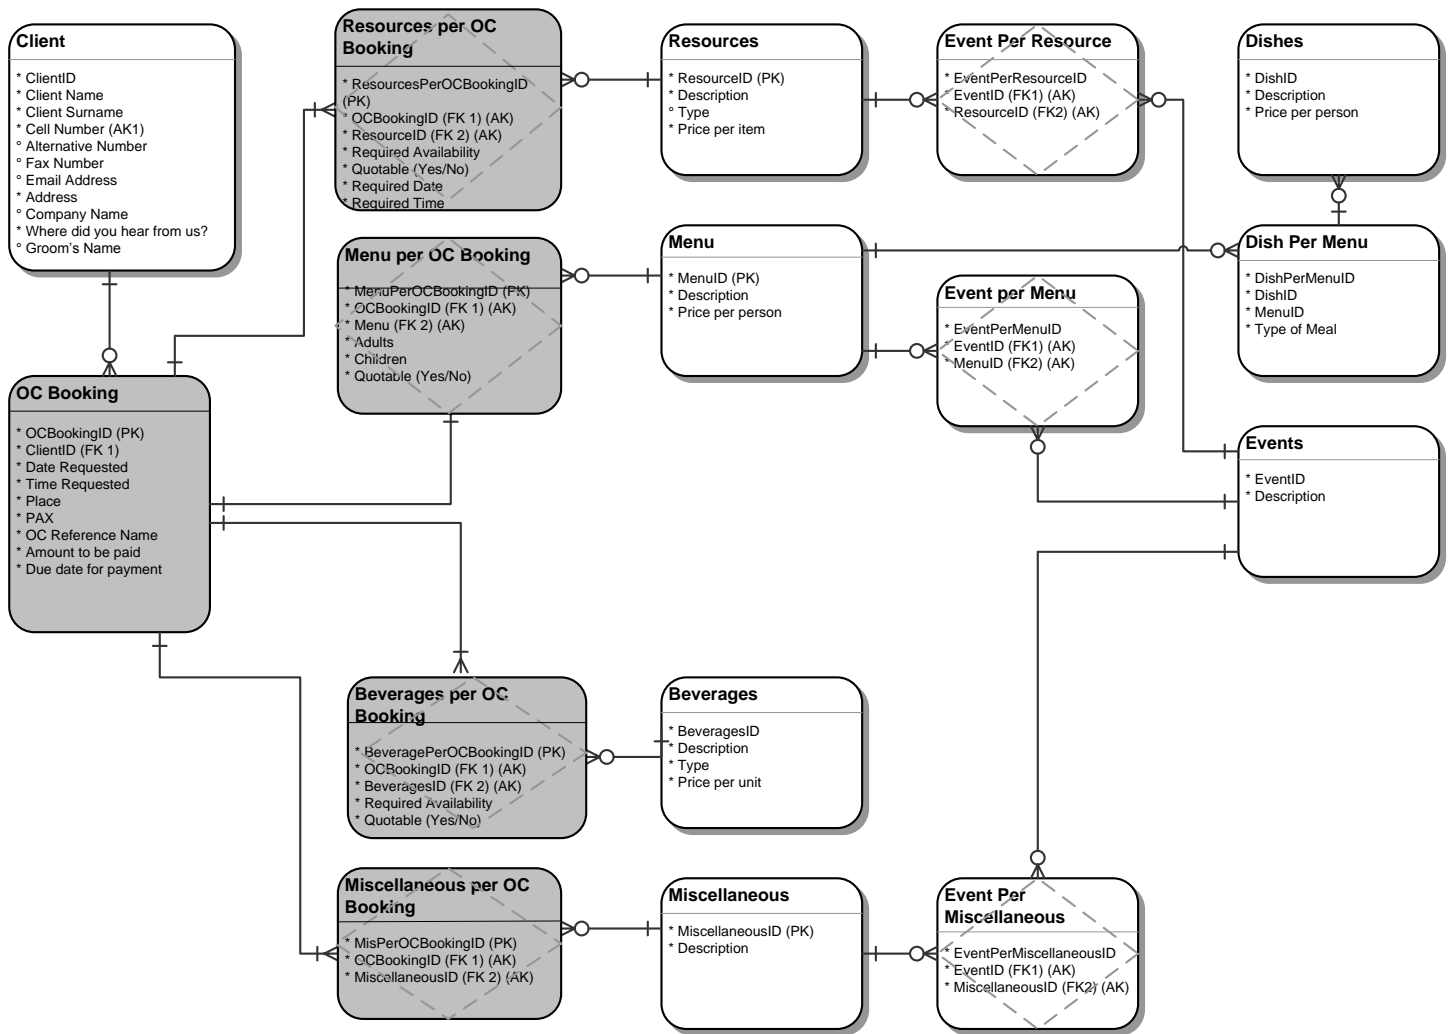 Client
* ClientID
* Client Name
* Client Surname
* Cell Number (AK1)
° Alternative Number
° Fax Number
° Email Address
* Address
° Company Name
* Where did you hear from us?
° Groom's Name
Resources per OC
Booking
* ResourcesPerOCBookingID
(PK)
* OCBookingID (FK 1) (AK)
* ResourceID (FK 2) (AK)
* Required Availability
* Quotable (Yes/No)
* Required Date
* Required Time
Resources
* ResourceID (PK)
* Description
° Type
* Price per item
Event Per Resource
* EventPerResourceID
* EventID (FK1) (AK)
* ResourceID (FK2) (AK)
Dishes
* DishID
* Description
* Price per person
Menu per OC Booking
* MenuPerOCBookingID (PK)
* OCBookingID (FK 1) (AK)
* Menu (FK 2) (AK)
* Adults
* Children
* Quotable (Yes/No)
Menu
* MenuID (PK)
* Description
* Price per person
Event per Menu
* EventPerMenuID
* EventID (FK1) (AK)
* MenuID (FK2) (AK)
Dish Per Menu
* DishPerMenuID
* DishID
* MenuID
* Type of Meal
OC Booking
* OCBookingID (PK)
* ClientID (FK 1)
* Date Requested
* Time Requested
* Place
* PAX
* OC Reference Name
* Amount to be paid
* Due date for payment
Events
* EventID
* Description
Beverages per OC
Booking
* BeveragePerOCBookingID (PK)
* OCBookingID (FK 1) (AK)
* BeveragesID (FK 2) (AK)
* Required Availability
* Quotable (Yes/No)
Beverages
* BeveragesID
* Description
* Type
* Price per unit
Miscellaneous per OC
Booking
* MisPerOCBookingID (PK)
* OCBookingID (FK 1) (AK)
* MiscellaneousID (FK 2) (AK)
Miscellaneous
* MiscellaneousID (PK)
* Description
Event Per
Miscellaneous
* EventPerMiscellaneousID
* EventID (FK1) (AK)
* MiscellaneousID (FK2) (AK)